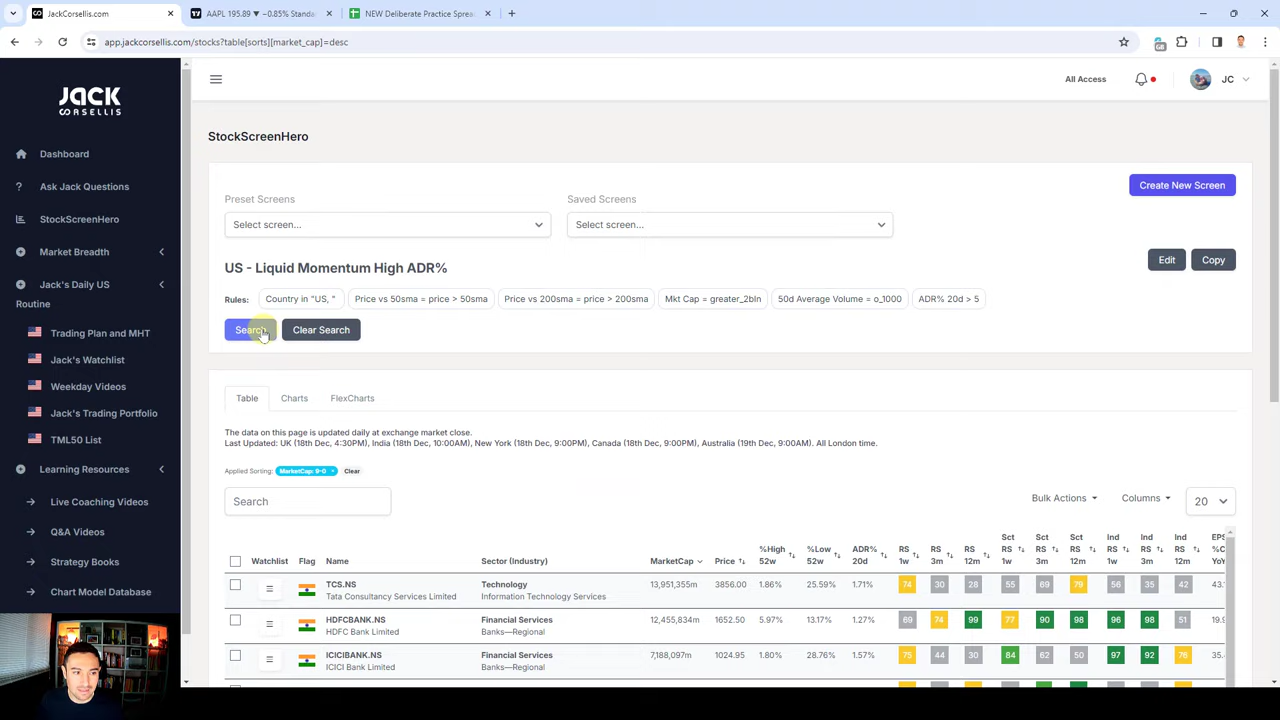 JackCorsellis.com
AAPL 195.89 ▼ −0.85% Standa
NEW Deliberate Practice Sprea
app.jackcorsellis.com/stocks?table[sorts][market_cap]=desc
GB
JACK
CORSELLIS
Dashboard
Ask Jack Questions
StockScreenHero
Market Breadth
Jack's Daily US
Routine
Trading Plan and MHT
Jack's Watchlist
Weekday Videos
Jack's Trading Portfolio
TML50 List
Learning Resources
Live Coaching Videos
Q&A Videos
Strategy Books
Chart Model Database
All Access
JC
StockScreenHero
Create New Screen
Preset Screens Saved Screens
Select screen... Select screen...
US - Liquid Momentum High ADR%
Edit Copy
Rules: Country in "US, " Price vs 50sma = price > 50sma Price vs 200sma = price > 200sma Mkt Cap = greater_2bln 50d Average Volume = o_1000 ADR% 20d > 5
Search Clear Search
Table Charts FlexCharts
The data on this page is updated daily at exchange market close.
Last Updated: UK (18th Dec, 4:30PM), India (18th Dec, 10:00AM), New York (18th Dec, 9:00PM), Canada (18th Dec, 9:00PM), Australia (19th Dec, 9:00AM). All London time.
Applied Sorting: MarketCap: 9-0 × Clear
Search
Bulk Actions Columns 20
Watchlist Flag Name Sector (Industry) MarketCap Price %High 52w %Low 52w ADR% 20d RS 1w RS 3m RS 12m Sct RS 1w Sct RS 3m Sct RS 12m Ind RS 1w Ind RS 3m Ind RS 12m EPS %C YoY
TCS.NS Technology 13,951,355m 3856.00 1.86% 25.59% 1.71% 74 30 28 55 69 79 56 35 42 43.
Tata Consultancy Services Limited Information Technology Services
HDFCBANK.NS Financial Services 12,455,834m 1652.50 5.97% 13.17% 1.27% 69 74 99 77 90 98 96 98 51 19.9
HDFC Bank Limited Banks—Regional
ICICIBANK.NS Financial Services 7,188,097m 1024.95 1.80% 28.76% 1.57% 75 44 30 84 62 50 97 92 76 35.
ICICI Bank Limited Banks—Regional